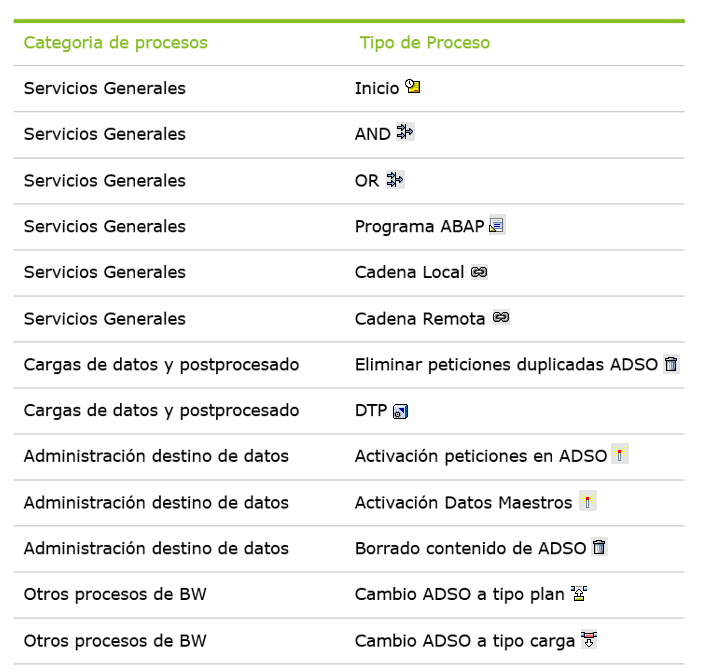 Categoria de procesos Tipo de Proceso
Servicios Generales Inicio
Servicios Generales AND
Servicios Generales OR
Servicios Generales Programa ABAP
Servicios Generales Cadena Local
Servicios Generales Cadena Remota
Cargas de datos y postprocesado Eliminar peticiones duplicadas ADSO
Cargas de datos y postprocesado DTP
Administración destino de datos Activación peticiones en ADSO
Administración destino de datos Activación Datos Maestros
Administración destino de datos Borrado contenido de ADSO
Otros procesos de BW Cambio ADSO a tipo plan
Otros procesos de BW Cambio ADSO a tipo carga